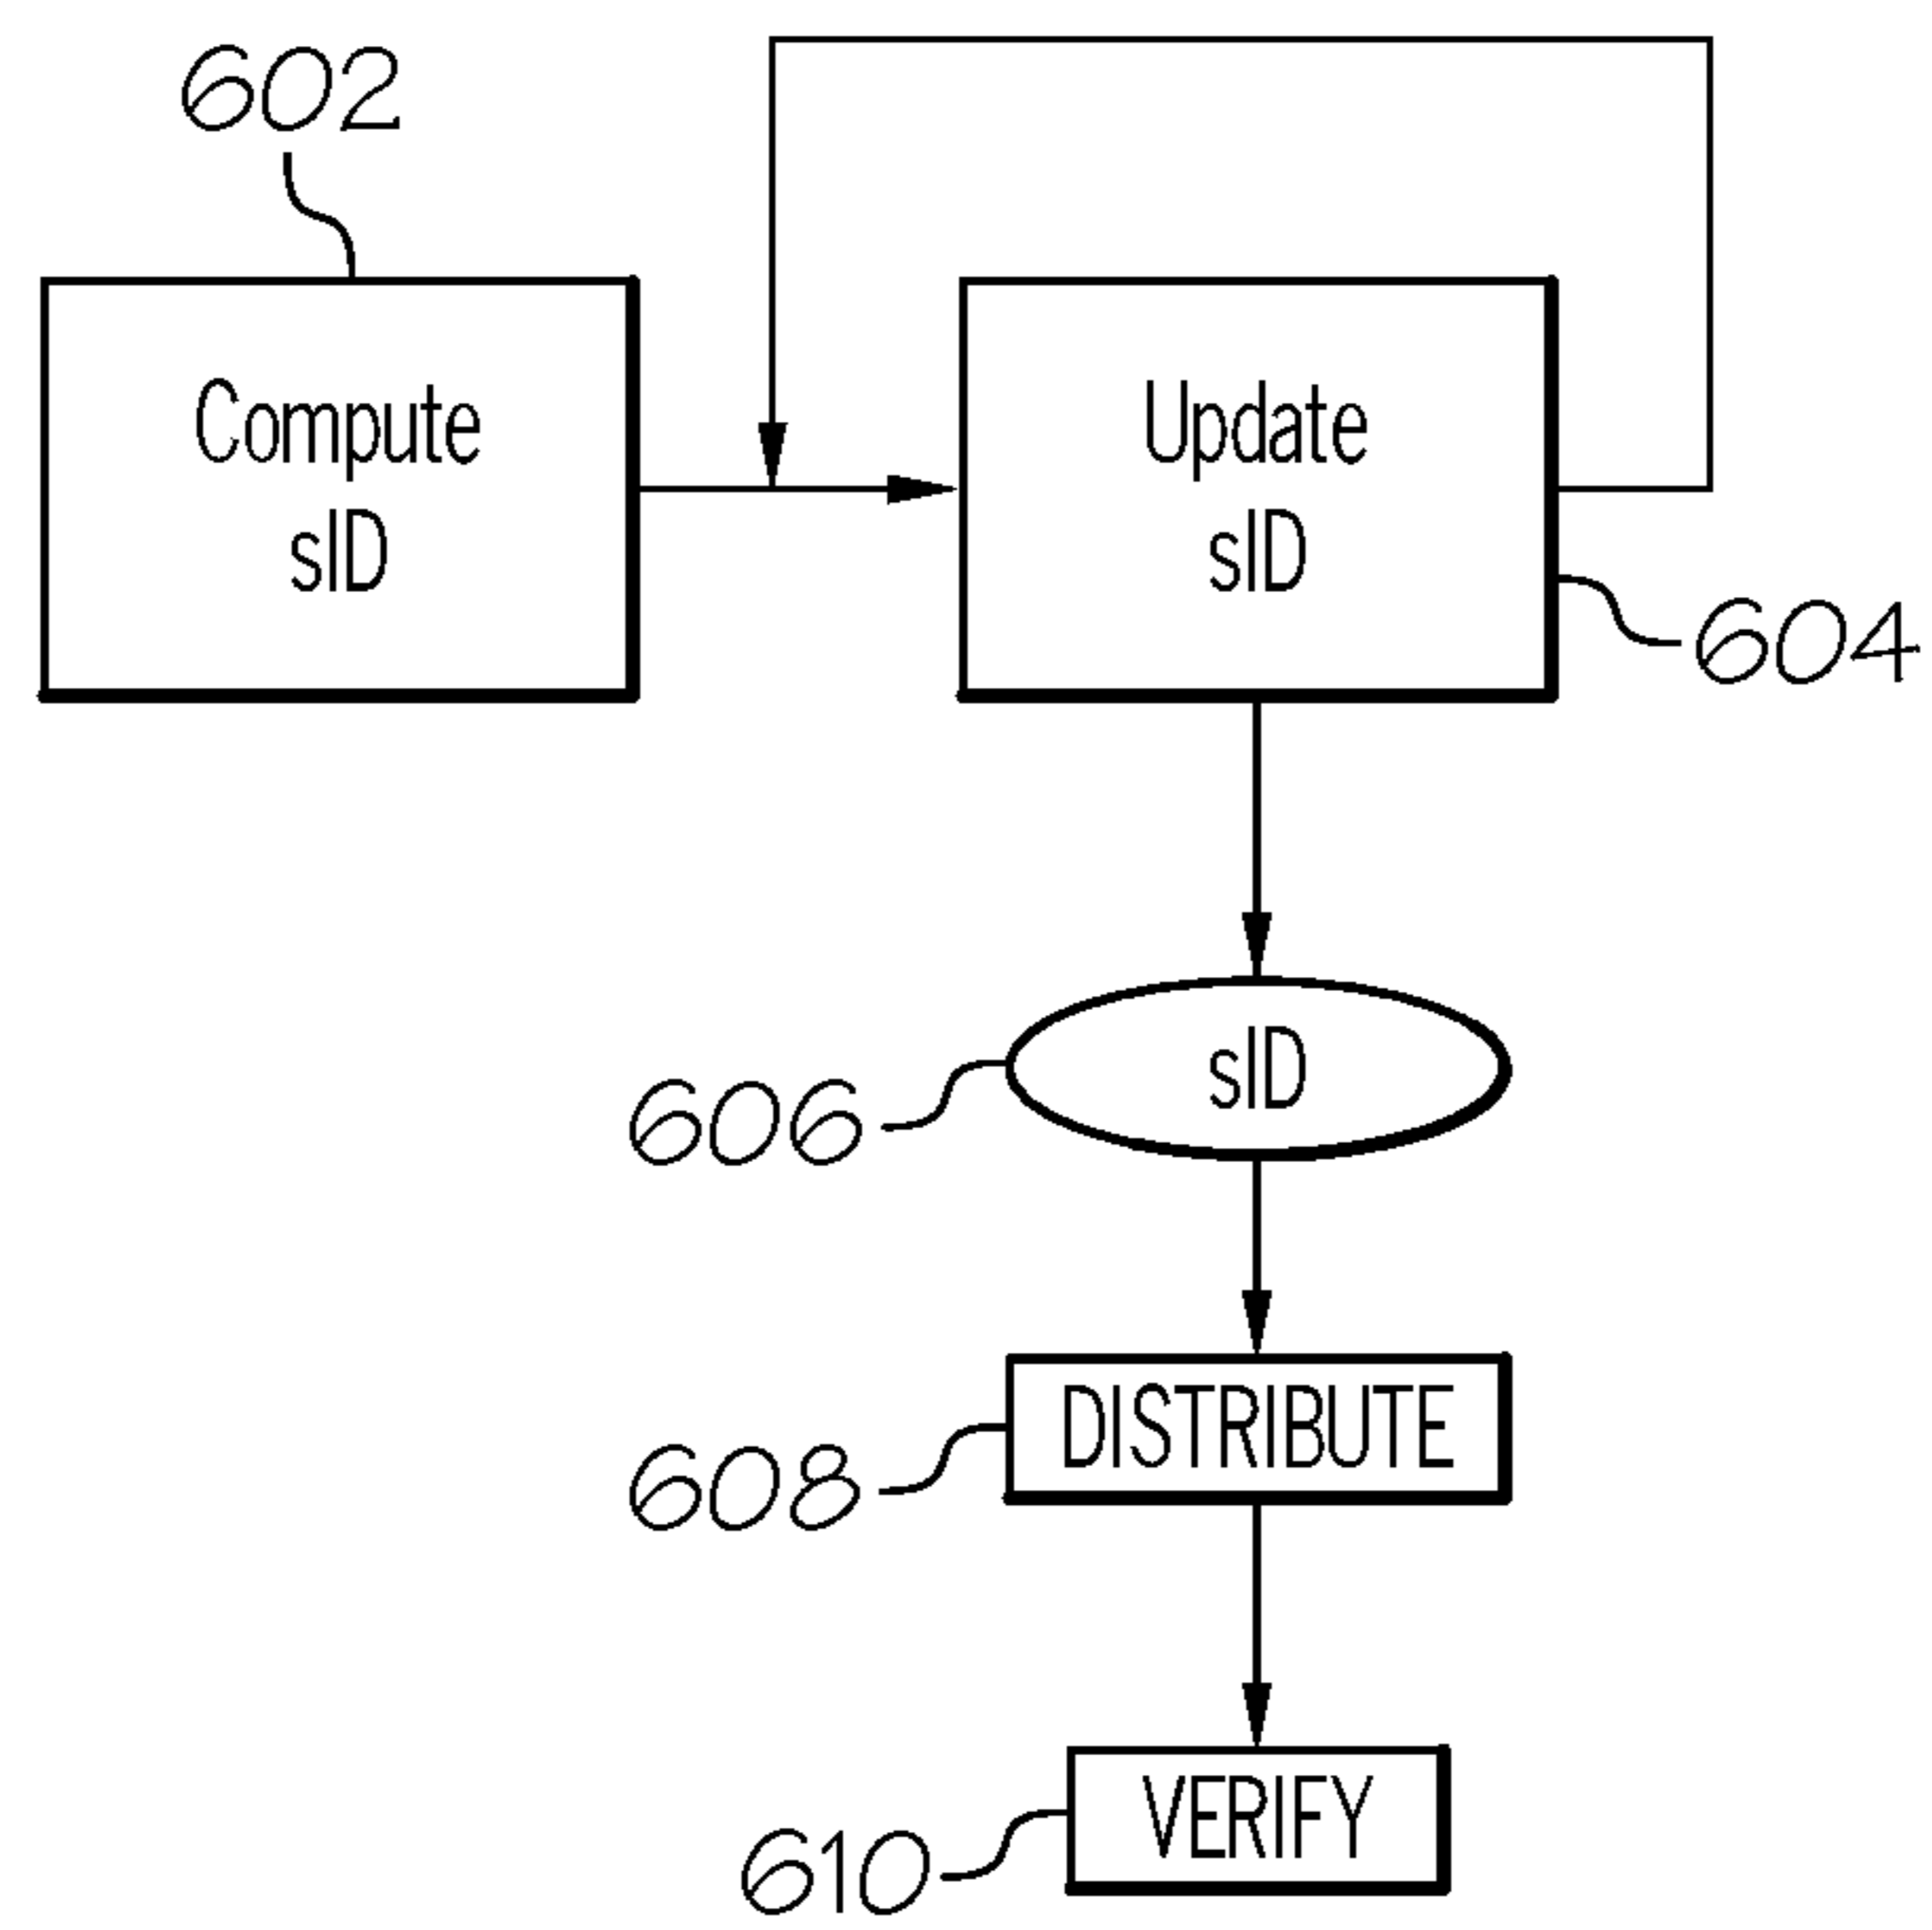 602
Compute
sID
Update
sID
604
sID
606
DISTRIBUTE
608
VERIFY
610